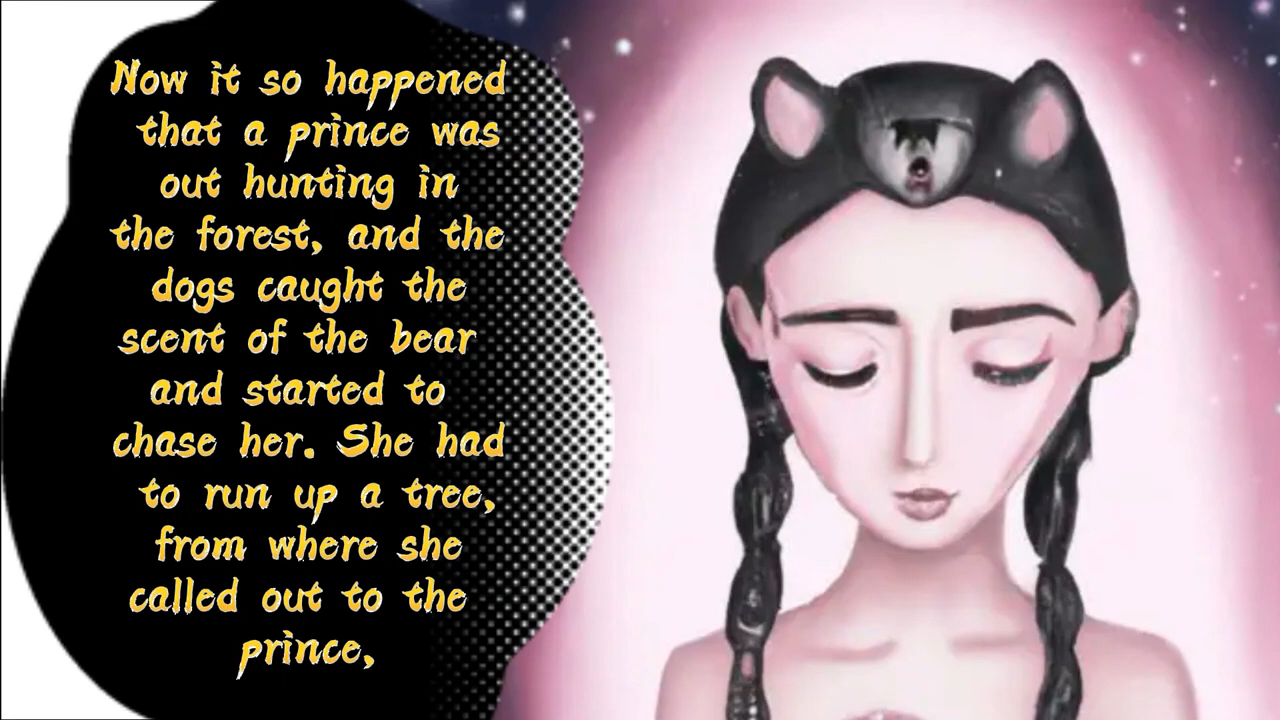 Now it so happened
that a prince was
out hunting in
the forest, and the
dogs caught the
scent of the bear
and started to
chase her. She had
to run up a tree,
from where she
called out to the
prince,